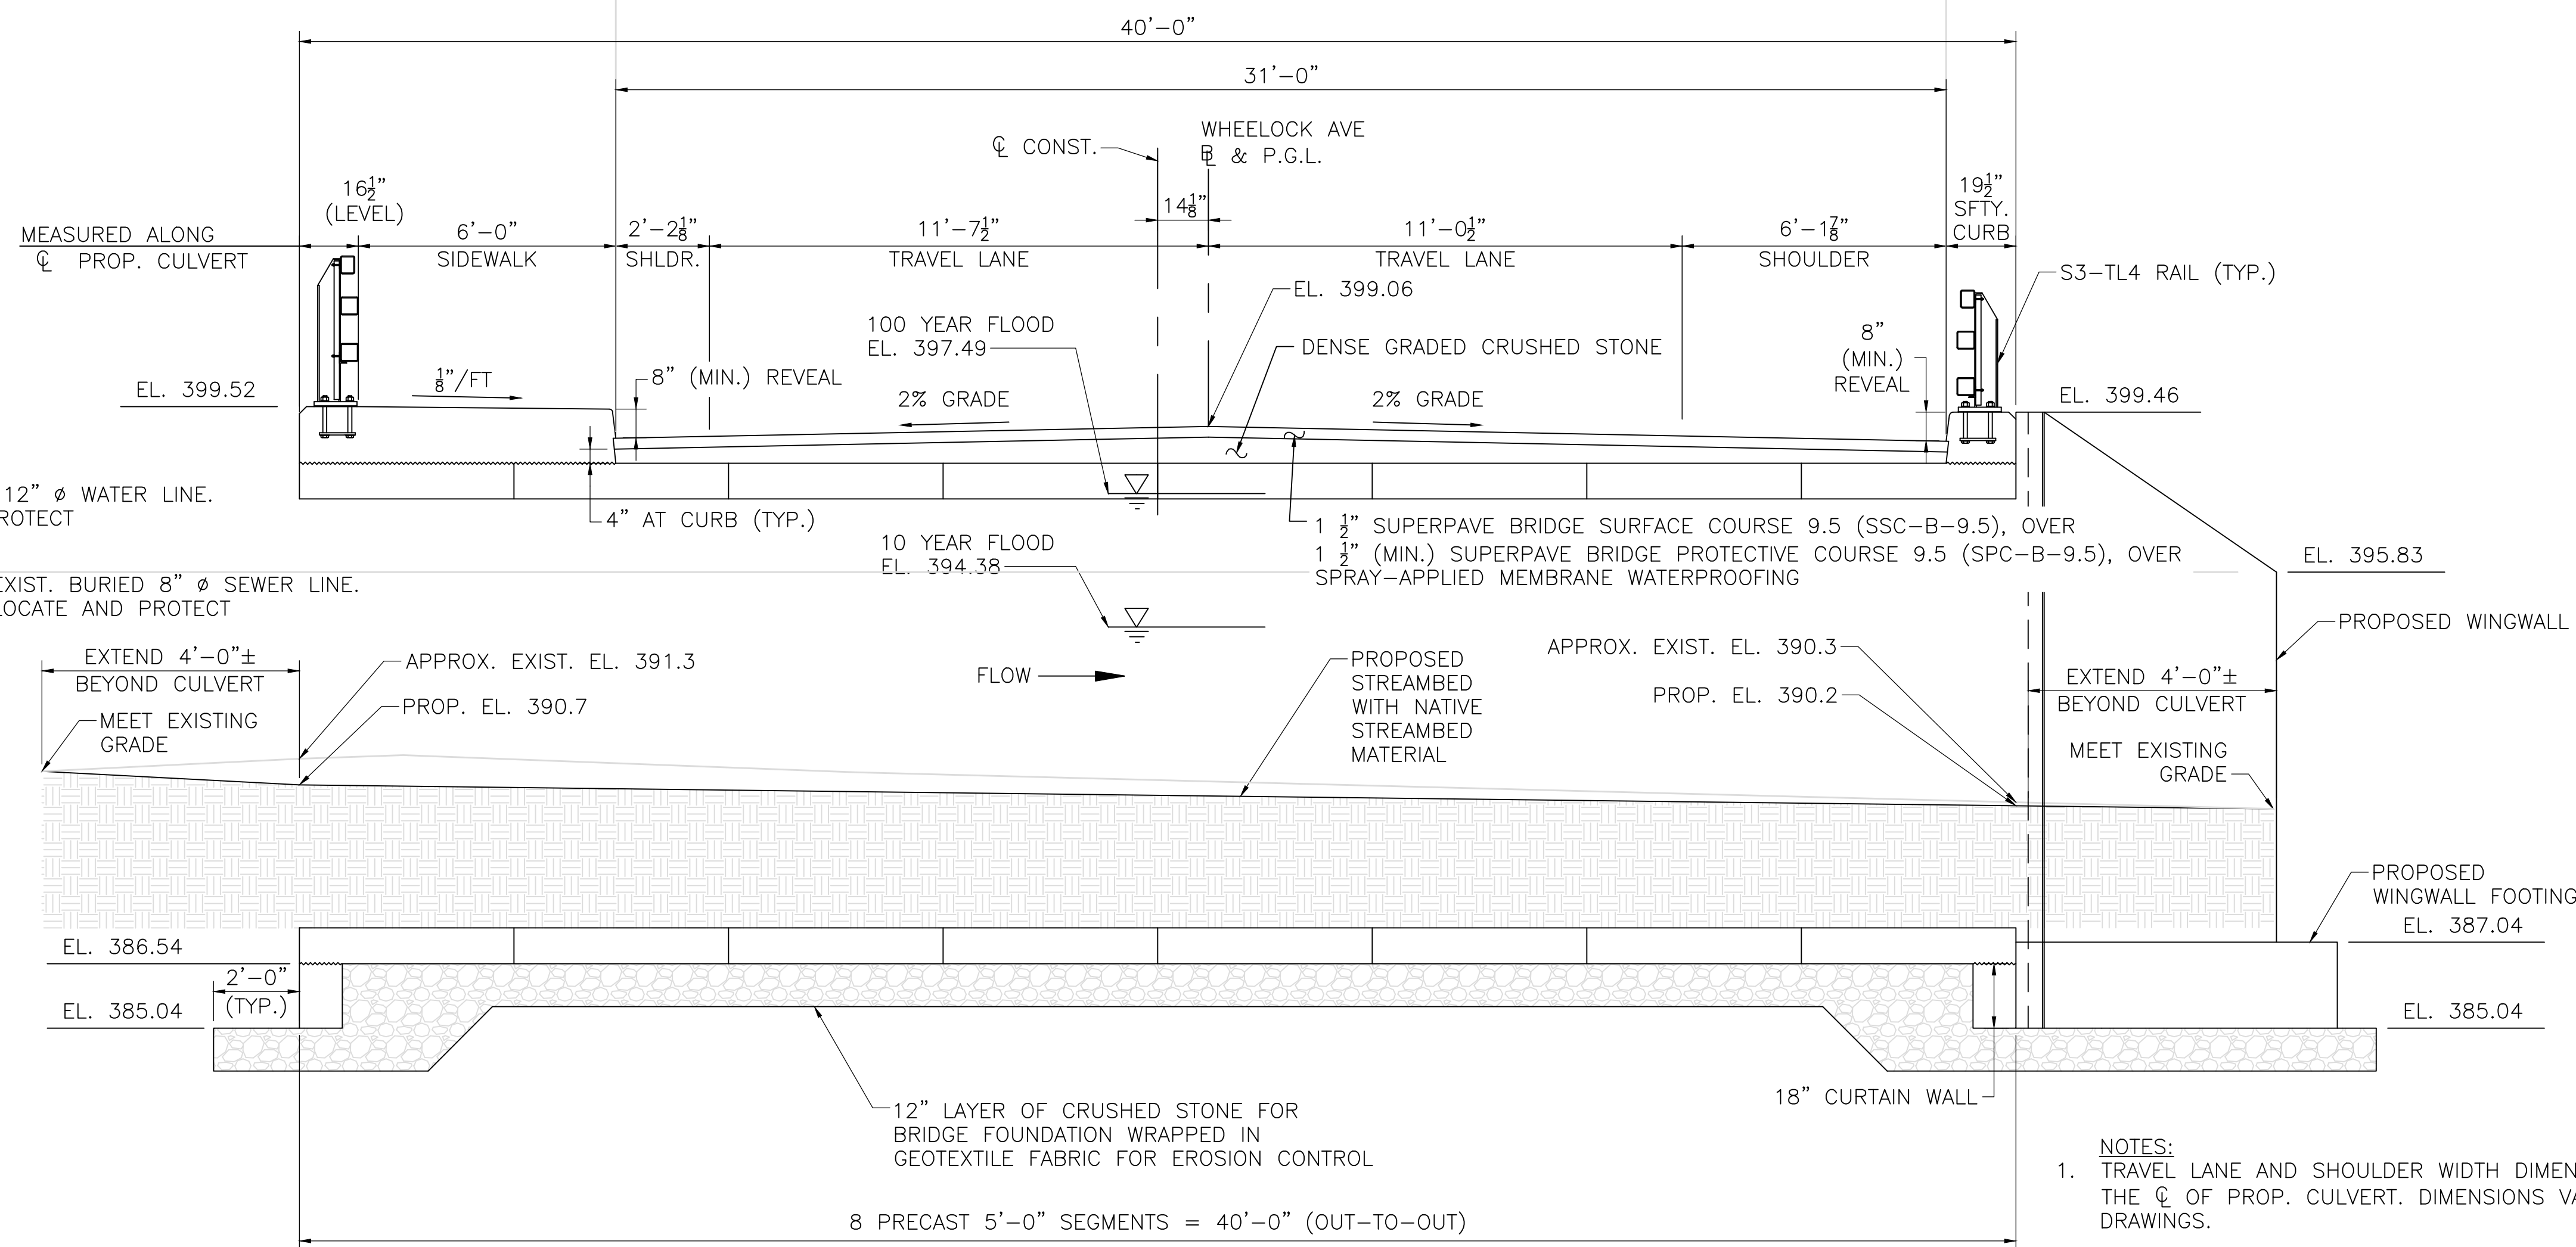 40'-0"
31'-0"
℄ CONST.
WHEELOCK AVE
B̲L & P.G.L.
16½"
(LEVEL)
14⅛"
19½"
SFTY.
CURB
MEASURED ALONG
℄ PROP. CULVERT
6'-0"
SIDEWALK
2'-2⅛"
SHLDR.
11'-7½"
TRAVEL LANE
11'-0½"
TRAVEL LANE
6'-1⅞"
SHOULDER
S3-TL4 RAIL (TYP.)
EL. 399.06
100 YEAR FLOOD
EL. 397.49
DENSE GRADED CRUSHED STONE
8"
(MIN.)
REVEAL
EL. 399.52
⅛"/FT
8" (MIN.) REVEAL
2% GRADE
2% GRADE
EL. 399.46
12" ø WATER LINE.
ROTECT
4" AT CURB (TYP.)
1 ½" SUPERPAVE BRIDGE SURFACE COURSE 9.5 (SSC-B-9.5), OVER
1 ½" (MIN.) SUPERPAVE BRIDGE PROTECTIVE COURSE 9.5 (SPC-B-9.5), OVER
SPRAY-APPLIED MEMBRANE WATERPROOFING
10 YEAR FLOOD
EL. 394.38
EL. 395.83
EXIST. BURIED 8" ø SEWER LINE.
LOCATE AND PROTECT
PROPOSED WINGWALL
EXTEND 4'-0"±
BEYOND CULVERT
APPROX. EXIST. EL. 391.3
PROP. EL. 390.7
MEET EXISTING
GRADE
FLOW
PROPOSED
STREAMBED
WITH NATIVE
STREAMBED
MATERIAL
APPROX. EXIST. EL. 390.3
PROP. EL. 390.2
EXTEND 4'-0"±
BEYOND CULVERT
MEET EXISTING
GRADE
PROPOSED
WINGWALL FOOTING
EL. 386.54
EL. 387.04
2'-0"
(TYP.)
EL. 385.04
EL. 385.04
18" CURTAIN WALL
12" LAYER OF CRUSHED STONE FOR
BRIDGE FOUNDATION WRAPPED IN
GEOTEXTILE FABRIC FOR EROSION CONTROL
8 PRECAST 5'-0" SEGMENTS = 40'-0" (OUT-TO-OUT)
NOTES:
1. TRAVEL LANE AND SHOULDER WIDTH DIMEN
THE ℄ OF PROP. CULVERT. DIMENSIONS VA
DRAWINGS.